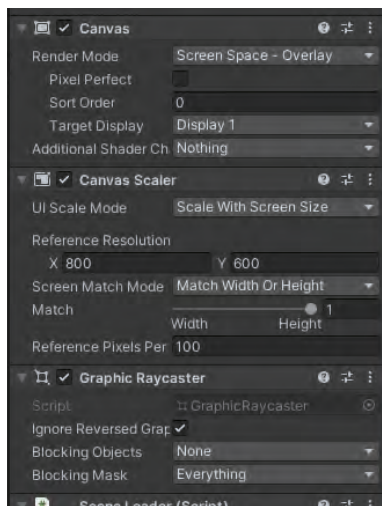 Canvas
Render Mode Screen Space - Overlay
Pixel Perfect
Sort Order 0
Target Display Display 1
Additional Shader Ch Nothing
Canvas Scaler
UI Scale Mode Scale With Screen Size
Reference Resolution
X 800 Y 600
Screen Match Mode Match Width Or Height
Match 1
Width Height
Reference Pixels Per 100
Graphic Raycaster
Script GraphicRaycaster
Ignore Reversed Grap
Blocking Objects None
Blocking Mask Everything
Scene Loader (Script)